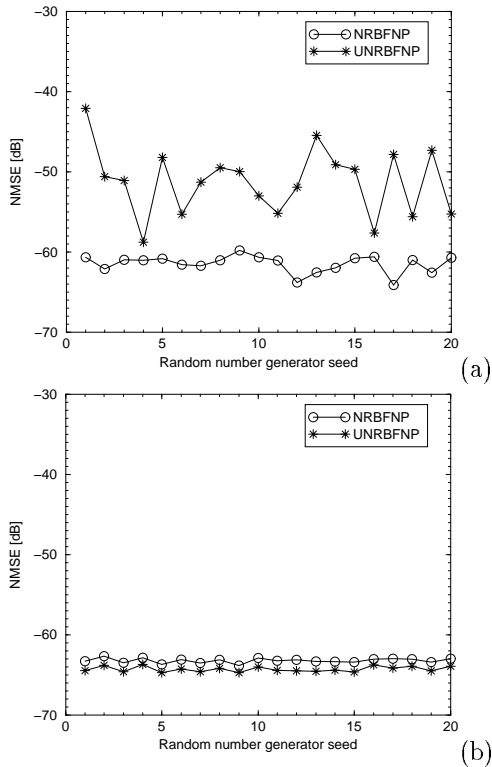 −30
NRBFNP
UNRBFNP
−40
NMSE [dB]
−50
−60
−70
0 5 10 15 20
Random number generator seed
(a)
−30
NRBFNP
UNRBFNP
−40
NMSE [dB]
−50
−60
−70
0 5 10 15 20
Random number generator seed
(b)